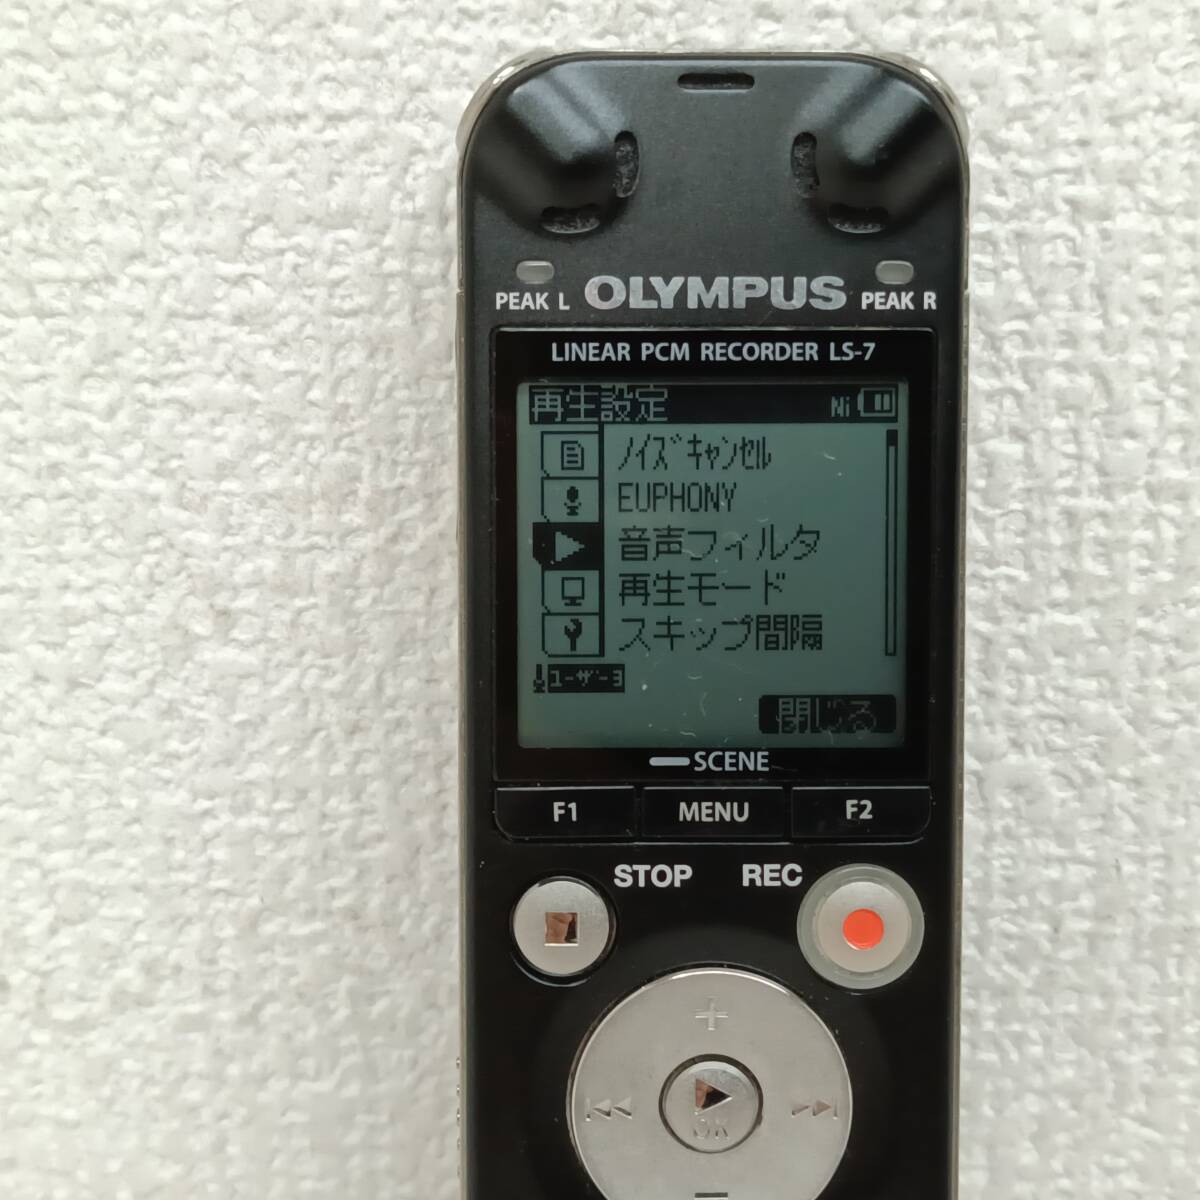 PEAK L OLYMPUS PEAK R
LINEAR PCM RECORDER LS-7
再生設定 Ni
ノイズキャンセル
EUPHONY
音声フィルタ
再生モード
スキップ間隔
ユーザー3
閉じる
SCENE
F1 MENU F2
STOP REC
OK